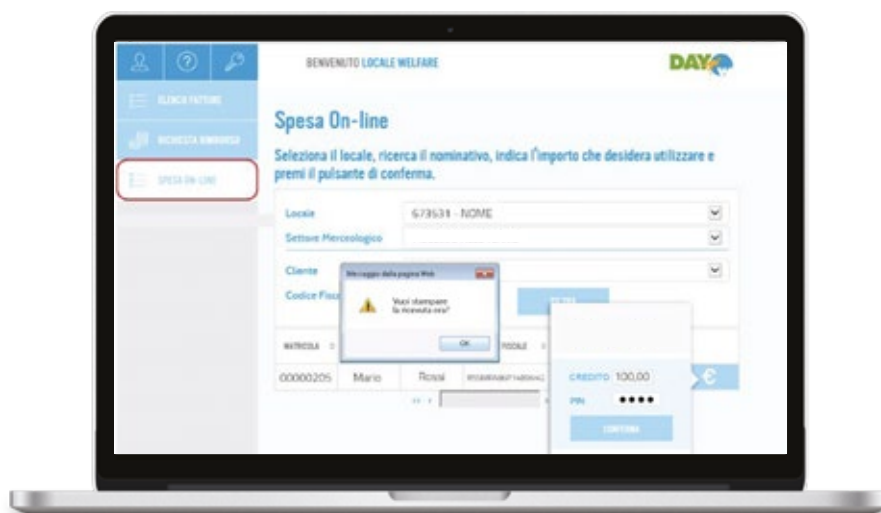 BENVENUTO LOCALE WELFARE
DAY
ELENCO FATTURE
RICHIESTA RIMBORSO
SPESA ON-LINE
Spesa On-line
Seleziona il locale, ricerca il nominativo, indica l'importo che desidera utilizzare e
premi il pulsante di conferma.
Locale 673531 - NOME
Settore Merceologico
Cliente
Codice Fisc
Messaggio dalla pagina Web
Vuoi stampare
la ricevuta ora?
OK
MATRICOLA FISCALE
00000205 Mario Rossi
CREDITO 100,00
€
PIN ●●●●
CONFERMA